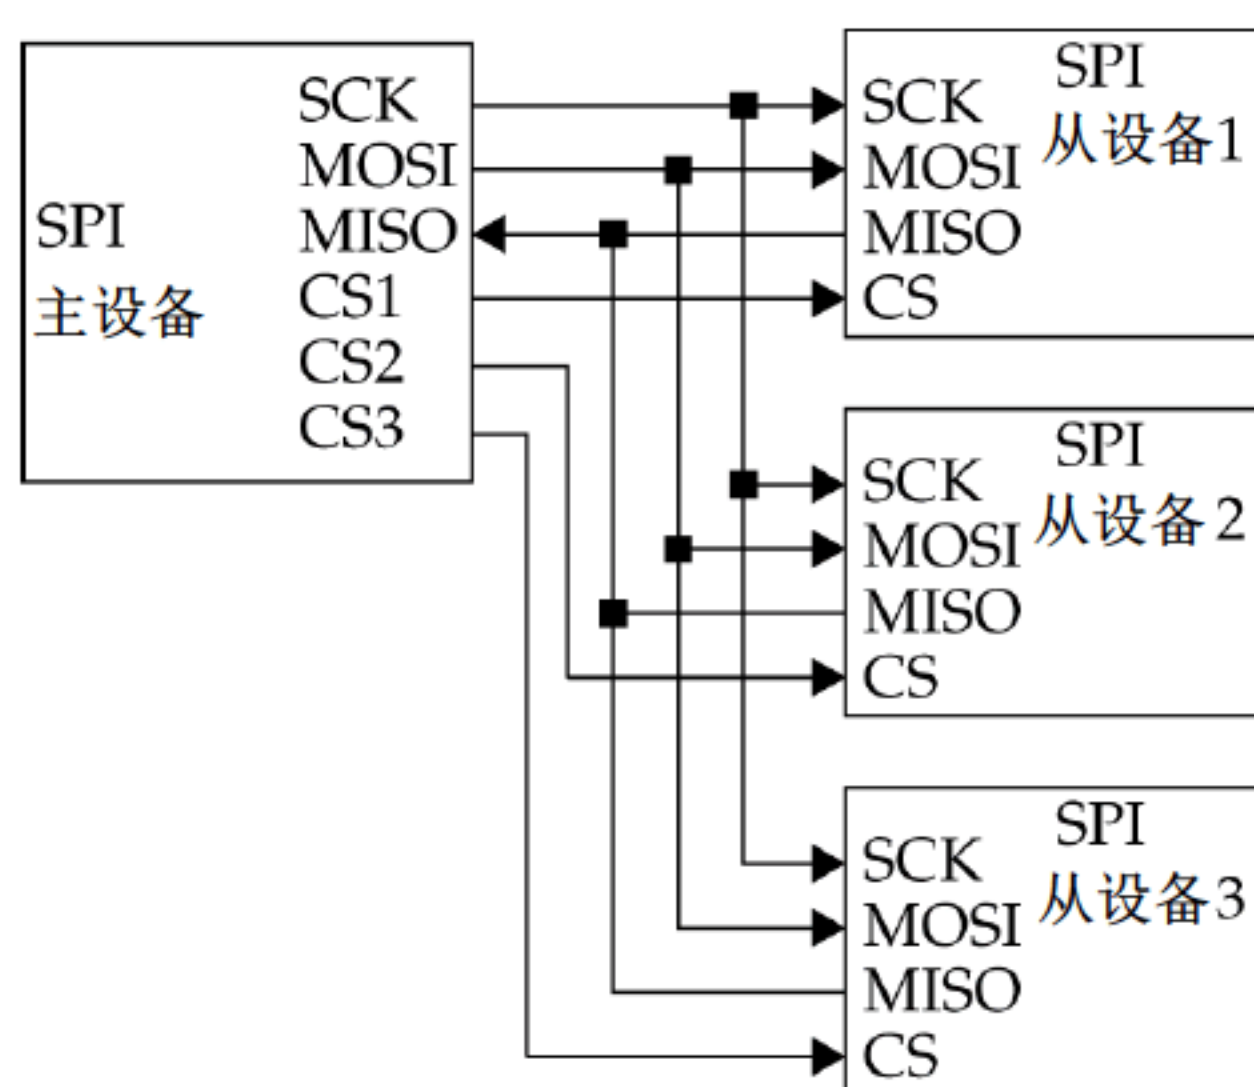 SPI
主设备
SCK
MOSI
MISO
CS1
CS2
CS3
SPI
从设备1
SCK
MOSI
MISO
CS
SPI
从设备2
SCK
MOSI
MISO
CS
SPI
从设备3
SCK
MOSI
MISO
CS